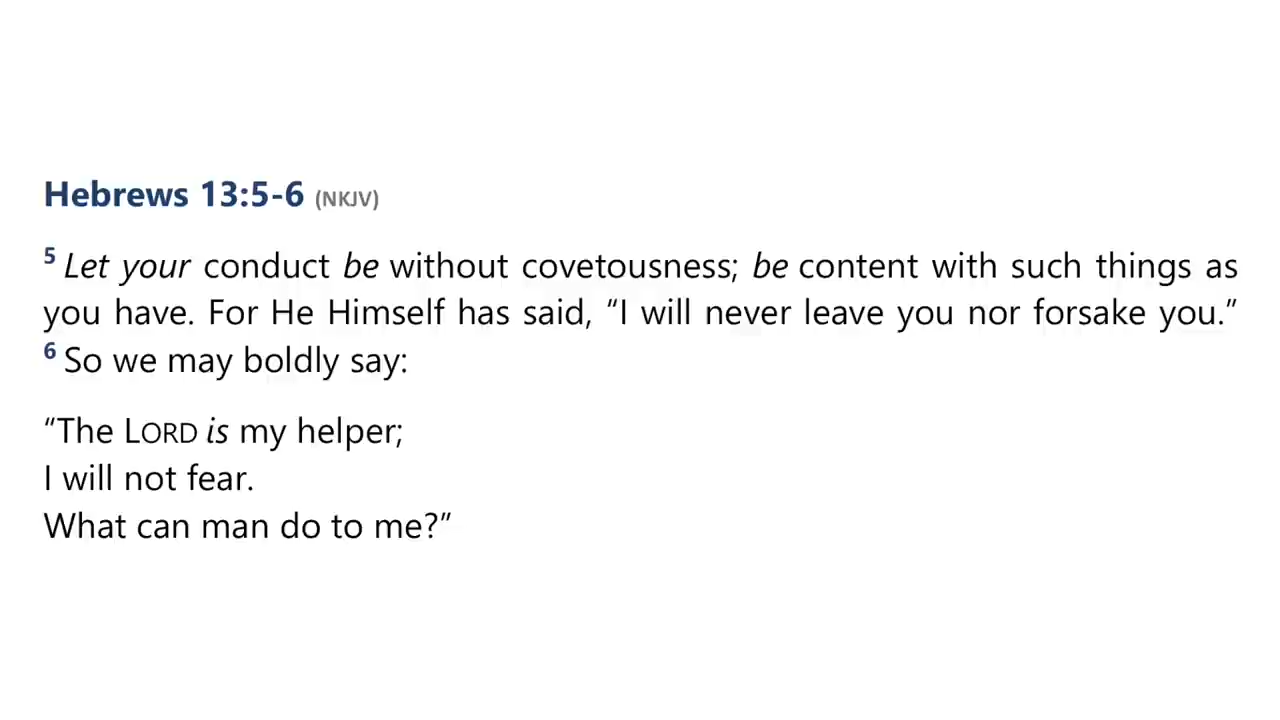 Hebrews 13:5-6 (NKJV)
5 Let your conduct be without covetousness; be content with such things as
you have. For He Himself has said, “I will never leave you nor forsake you.”
6 So we may boldly say:
“The LORD is my helper;
I will not fear.
What can man do to me?”